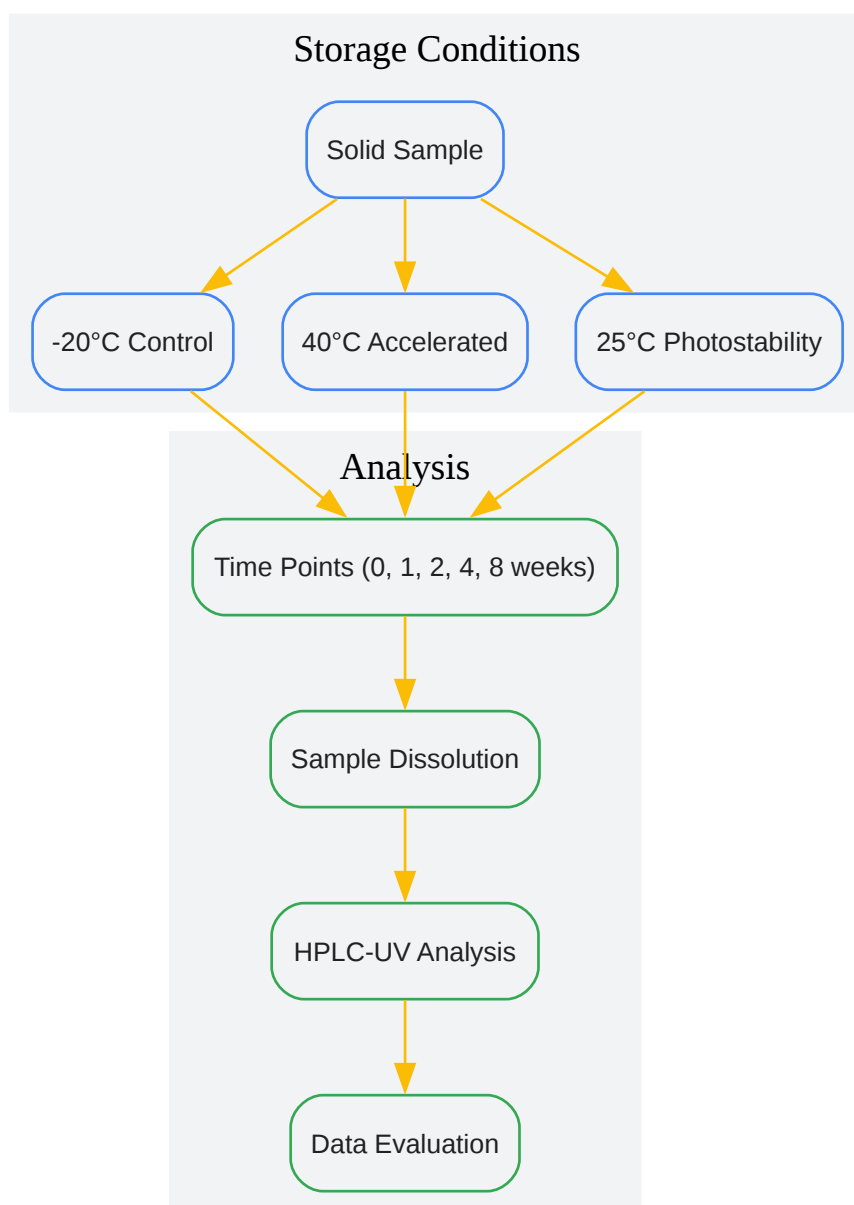 Storage Conditions
Solid Sample
-20°C Control
40°C Accelerated
25°C Photostability
Analysis
Time Points (0, 1, 2, 4, 8 weeks)
Sample Dissolution
HPLC-UV Analysis
Data Evaluation